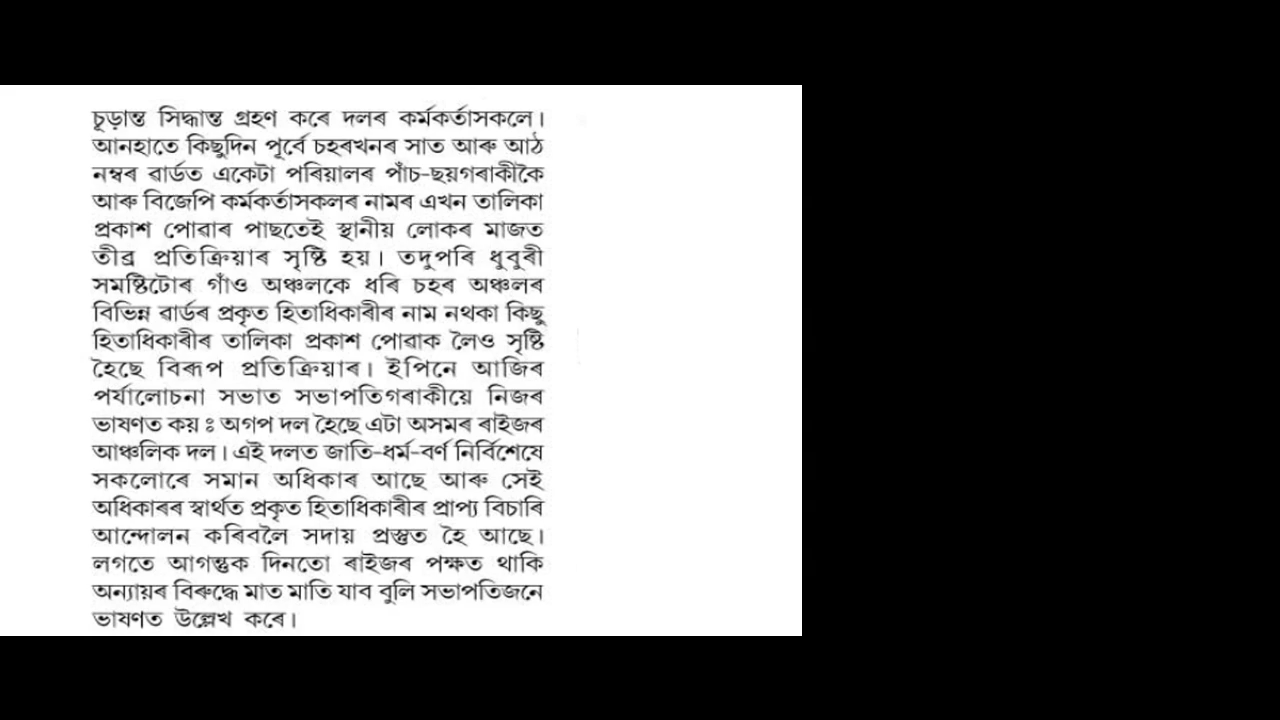 চূড়ান্ত সিদ্ধান্ত গ্ৰহণ কৰে দলৰ কৰ্মকৰ্তাসকলে।
আনহাতে কিছুদিন পূৰ্বে চহৰখনৰ সাত আৰু আঠ
নম্বৰ ৱাৰ্ডত একেটা পৰিয়ালৰ পাঁচ-ছয়গৰাকীকৈ
আৰু বিজেপি কৰ্মকৰ্তাসকলৰ নামৰ এখন তালিকা
প্ৰকাশ পোৱাৰ পাছতেই স্থানীয় লোকৰ মাজত
তীব্ৰ প্ৰতিক্ৰিয়াৰ সৃষ্টি হয়। তদুপৰি ধুবুৰী
সমষ্টিটোৰ গাঁও অঞ্চলকে ধৰি চহৰ অঞ্চলৰ
বিভিন্ন ৱাৰ্ডৰ প্ৰকৃত হিতাধিকাৰীৰ নাম নথকা কিছু
হিতাধিকাৰীৰ তালিকা প্ৰকাশ পোৱাক লৈও সৃষ্টি
হৈছে বিৰূপ প্ৰতিক্ৰিয়াৰ। ইপিনে আজিৰ
পৰ্যালোচনা সভাত সভাপতিগৰাকীয়ে নিজৰ
ভাষণত কয় ঃ অগপ দল হৈছে এটা অসমৰ ৰাইজৰ
আঞ্চলিক দল। এই দলত জাতি-ধৰ্ম-বৰ্ণ নিৰ্বিশেষে
সকলোৰে সমান অধিকাৰ আছে আৰু সেই
অধিকাৰৰ স্বাৰ্থত প্ৰকৃত হিতাধিকাৰীৰ প্ৰাপ্য বিচাৰি
আন্দোলন কৰিবলৈ সদায় প্ৰস্তুত হৈ আছে।
লগতে আগন্তুক দিনতো ৰাইজৰ পক্ষত থাকি
অন্যায়ৰ বিৰুদ্ধে মাত মাতি যাব বুলি সভাপতিজনে
ভাষণত উল্লেখ কৰে।